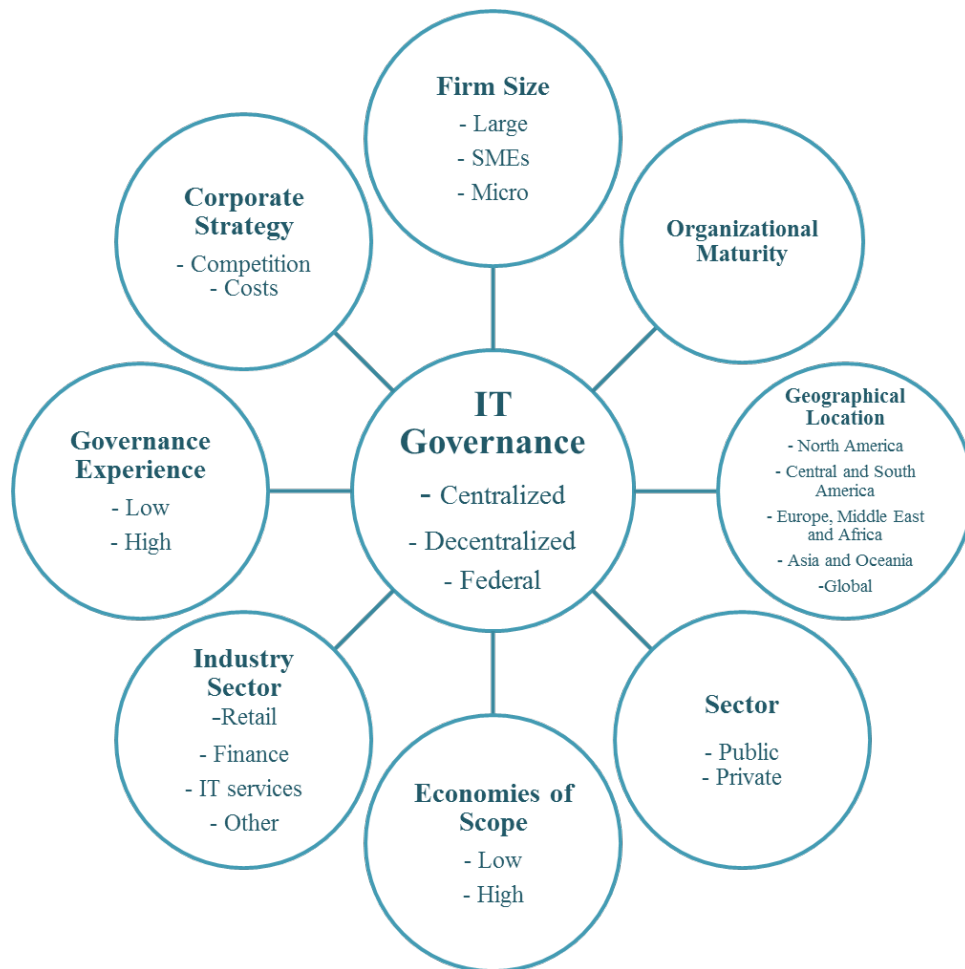 Firm Size
- Large
- SMEs
- Micro
Corporate
Strategy
- Competition
- Costs
Organizational
Maturity
Governance
Experience
- Low
- High
IT
Governance
- Centralized
- Decentralized
- Federal
Geographical
Location
- North America
- Central and South
America
- Europe, Middle East
and Africa
- Asia and Oceania
-Global
Industry
Sector
-Retail
- Finance
- IT services
- Other
Economies of
Scope
- Low
- High
Sector
- Public
- Private